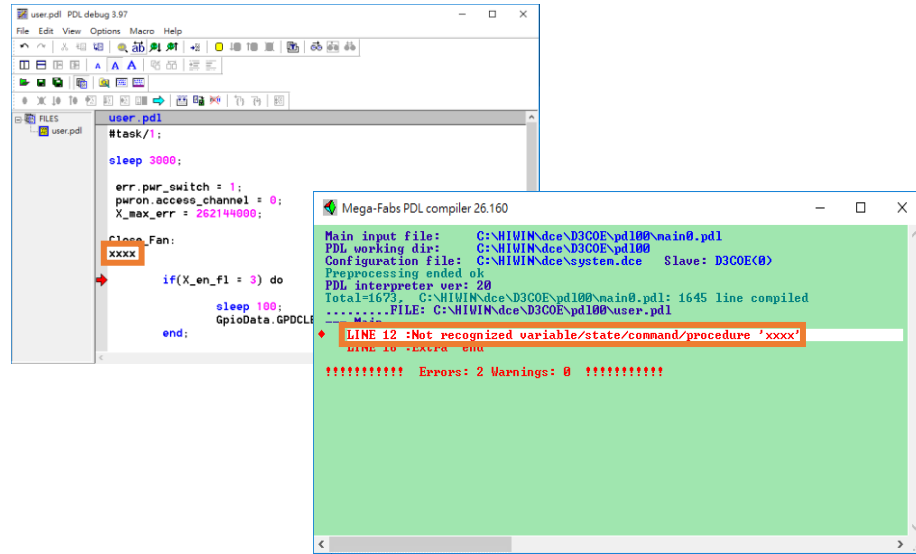 user.pdl PDL debug 3.97
File Edit View Options Macro Help
FILES
user.pdl
user.pdl
#task/1;
sleep 3000;
err.pwr_switch = 1;
pwron.access_channel = 0;
X_max_err = 262144000;
Close_Fan:
xxxx
if(X_en_fl = 3) do
sleep 100;
GpioData.GPDCLE
end;
Mega-Fabs PDL compiler 26.160
Main input file: C:\HIWIN\dce\D3COE\pdl00\main0.pdl
PDL working dir: C:\HIWIN\dce\D3COE\pdl00
Configuration file: C:\HIWIN\dce\system.dce Slave: D3COE(0)
Preprocessing ended ok
PDL interpreter ver: 20
Total=1673, C:\HIWIN\dce\D3COE\pdl00\main0.pdl: 1645 line compiled
.........FILE: C:\HIWIN\dce\D3COE\pdl00\user.pdl
Main
LINE 12 :Not recognized variable/state/command/procedure 'xxxx'
!!!!!!!!!!! Errors: 2 Warnings: 0 !!!!!!!!!!!